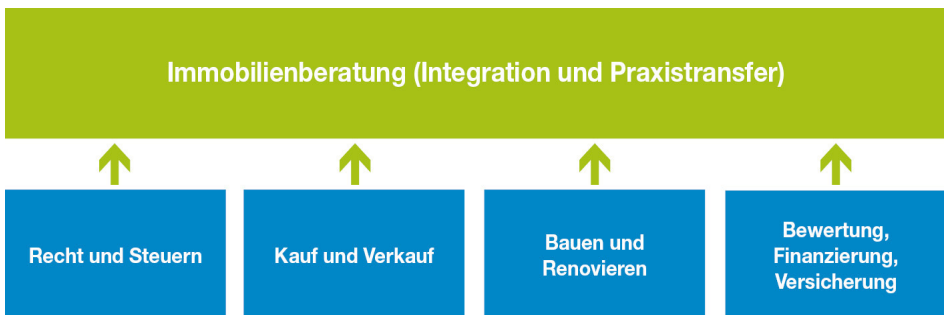 Immobilienberatung (Integration und Praxistransfer)
Recht und Steuern
Kauf und Verkauf
Bauen und
Renovieren
Bewertung,
Finanzierung,
Versicherung